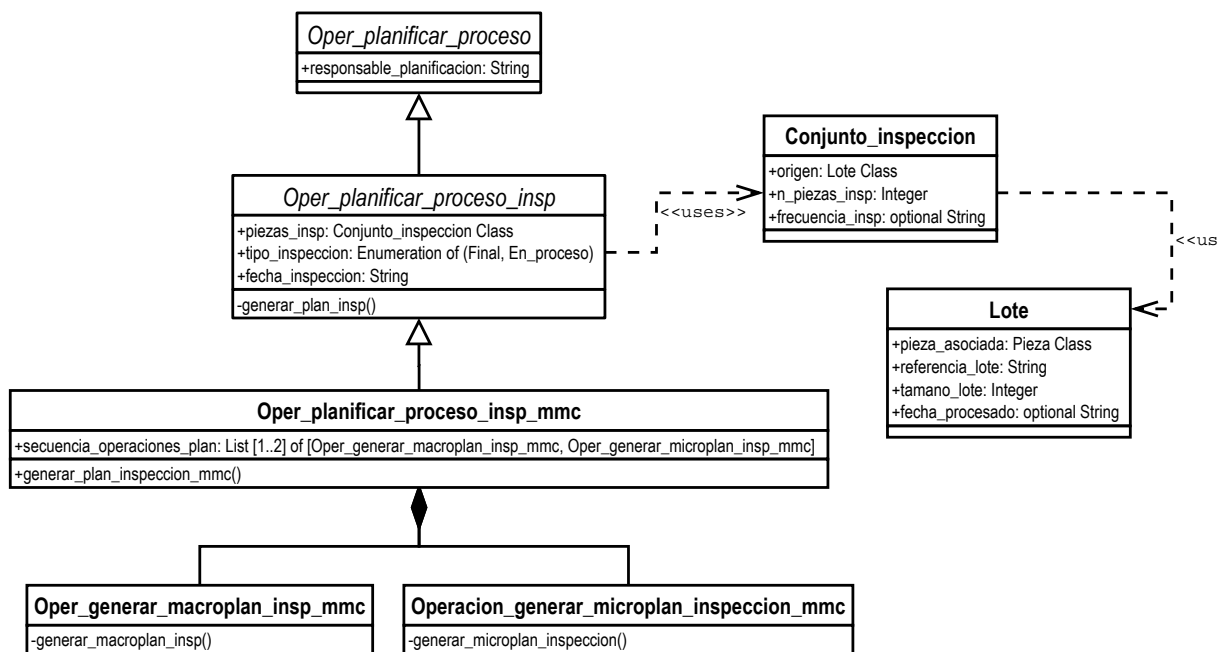 Oper_planificar_proceso
+responsable_planificacion: String
Oper_planificar_proceso_insp
+piezas_insp: Conjunto_inspeccion Class
+tipo_inspeccion: Enumeration of (Final, En_proceso)
+fecha_inspeccion: String
-generar_plan_insp()
<<uses>>
Conjunto_inspeccion
+origen: Lote Class
+n_piezas_insp: Integer
+frecuencia_insp: optional String
<<us
Lote
+pieza_asociada: Pieza Class
+referencia_lote: String
+tamano_lote: Integer
+fecha_procesado: optional String
Oper_planificar_proceso_insp_mmc
+secuencia_operaciones_plan: List [1..2] of [Oper_generar_macroplan_insp_mmc, Oper_generar_microplan_insp_mmc]
+generar_plan_inspeccion_mmc()
Oper_generar_macroplan_insp_mmc
-generar_macroplan_insp()
Operacion_generar_microplan_inspeccion_mmc
-generar_microplan_inspeccion()